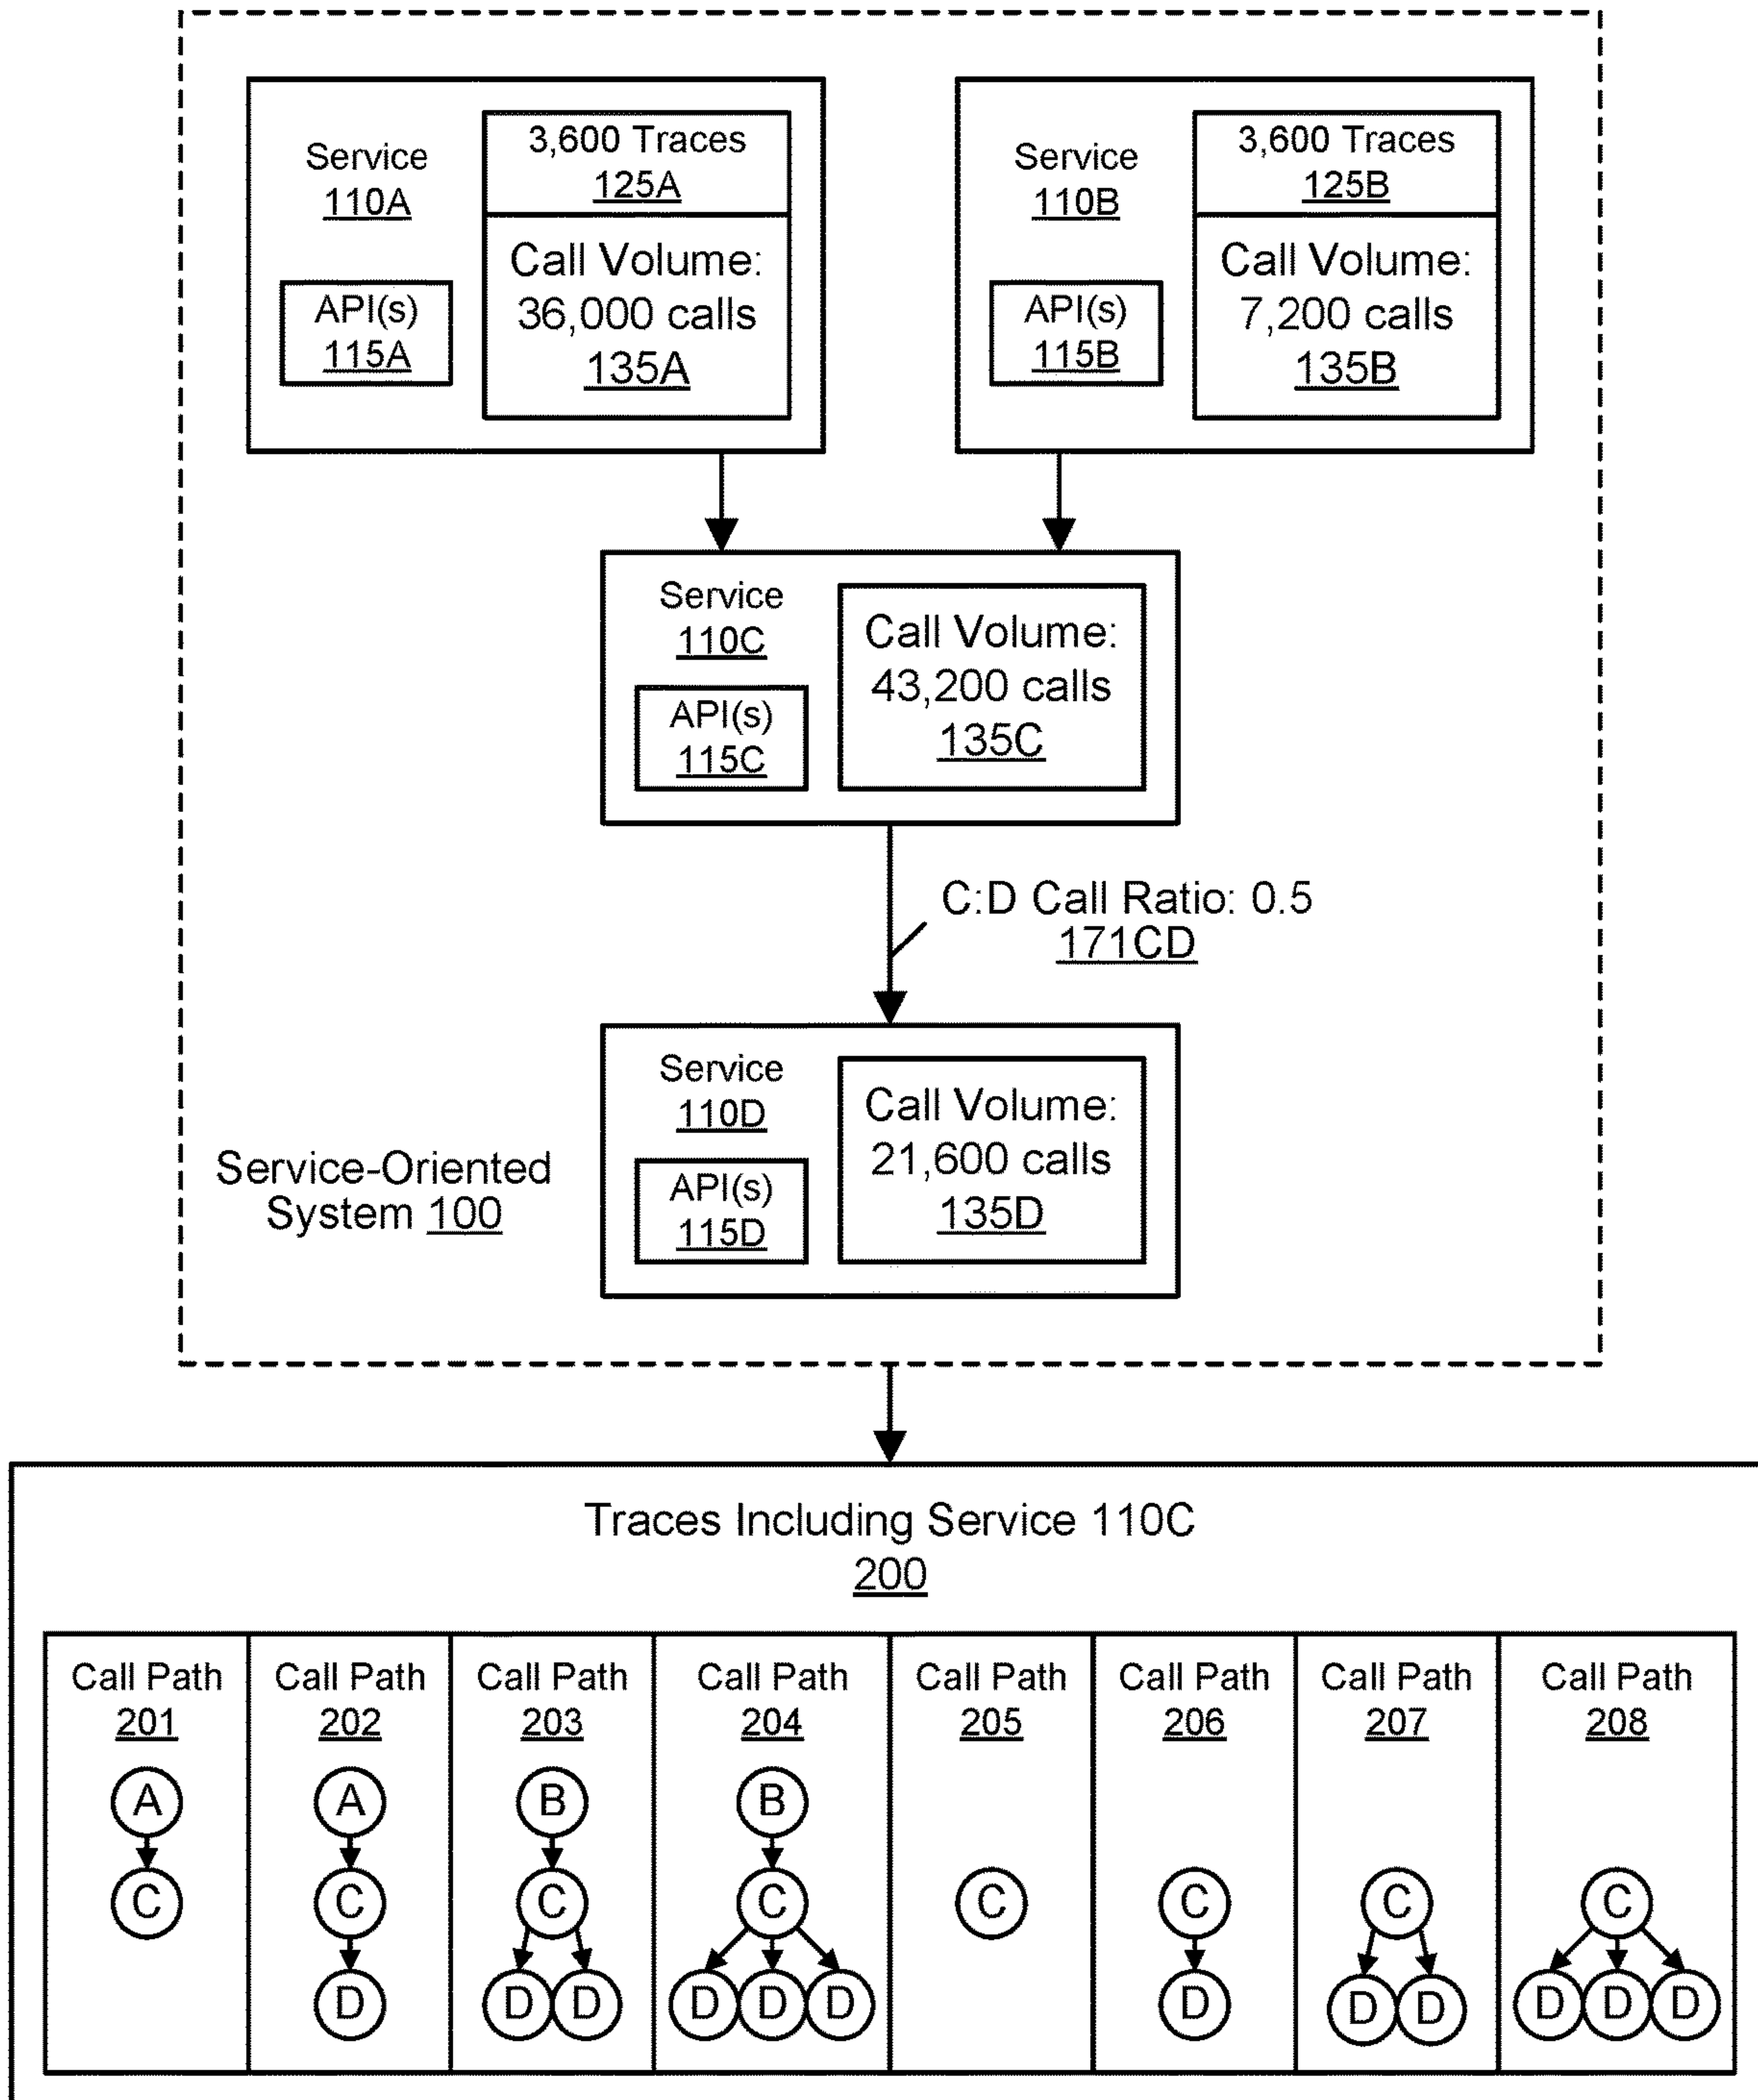 Service
110A
API(s)
115A
3,600 Traces
125A
Call Volume:
36,000 calls
135A
Service
110B
API(s)
115B
3,600 Traces
125B
Call Volume:
7,200 calls
135B
Service
110C
API(s)
115C
Call Volume:
43,200 calls
135C
C:D Call Ratio: 0.5
171CD
Service
110D
API(s)
115D
Call Volume:
21,600 calls
135D
Service-Oriented
System 100
Traces Including Service 110C
200
Call Path
201
A
C
Call Path
202
A
C
D
Call Path
203
B
C
D D
Call Path
204
B
C
D D D
Call Path
205
C
Call Path
206
C
D
Call Path
207
C
D D
Call Path
208
C
D D D